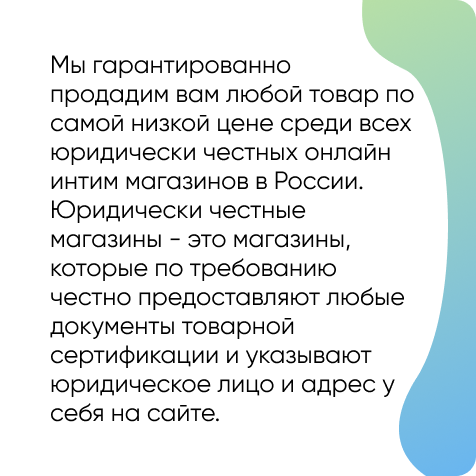 Мы гарантированно
продадим вам любой товар по
самой низкой цене среди всех
юридически честных онлайн
интим магазинов в России.
Юридически честные
магазины - это магазины,
которые по требованию
честно предоставляют любые
документы товарной
сертификации и указывают
юридическое лицо и адрес у
себя на сайте.